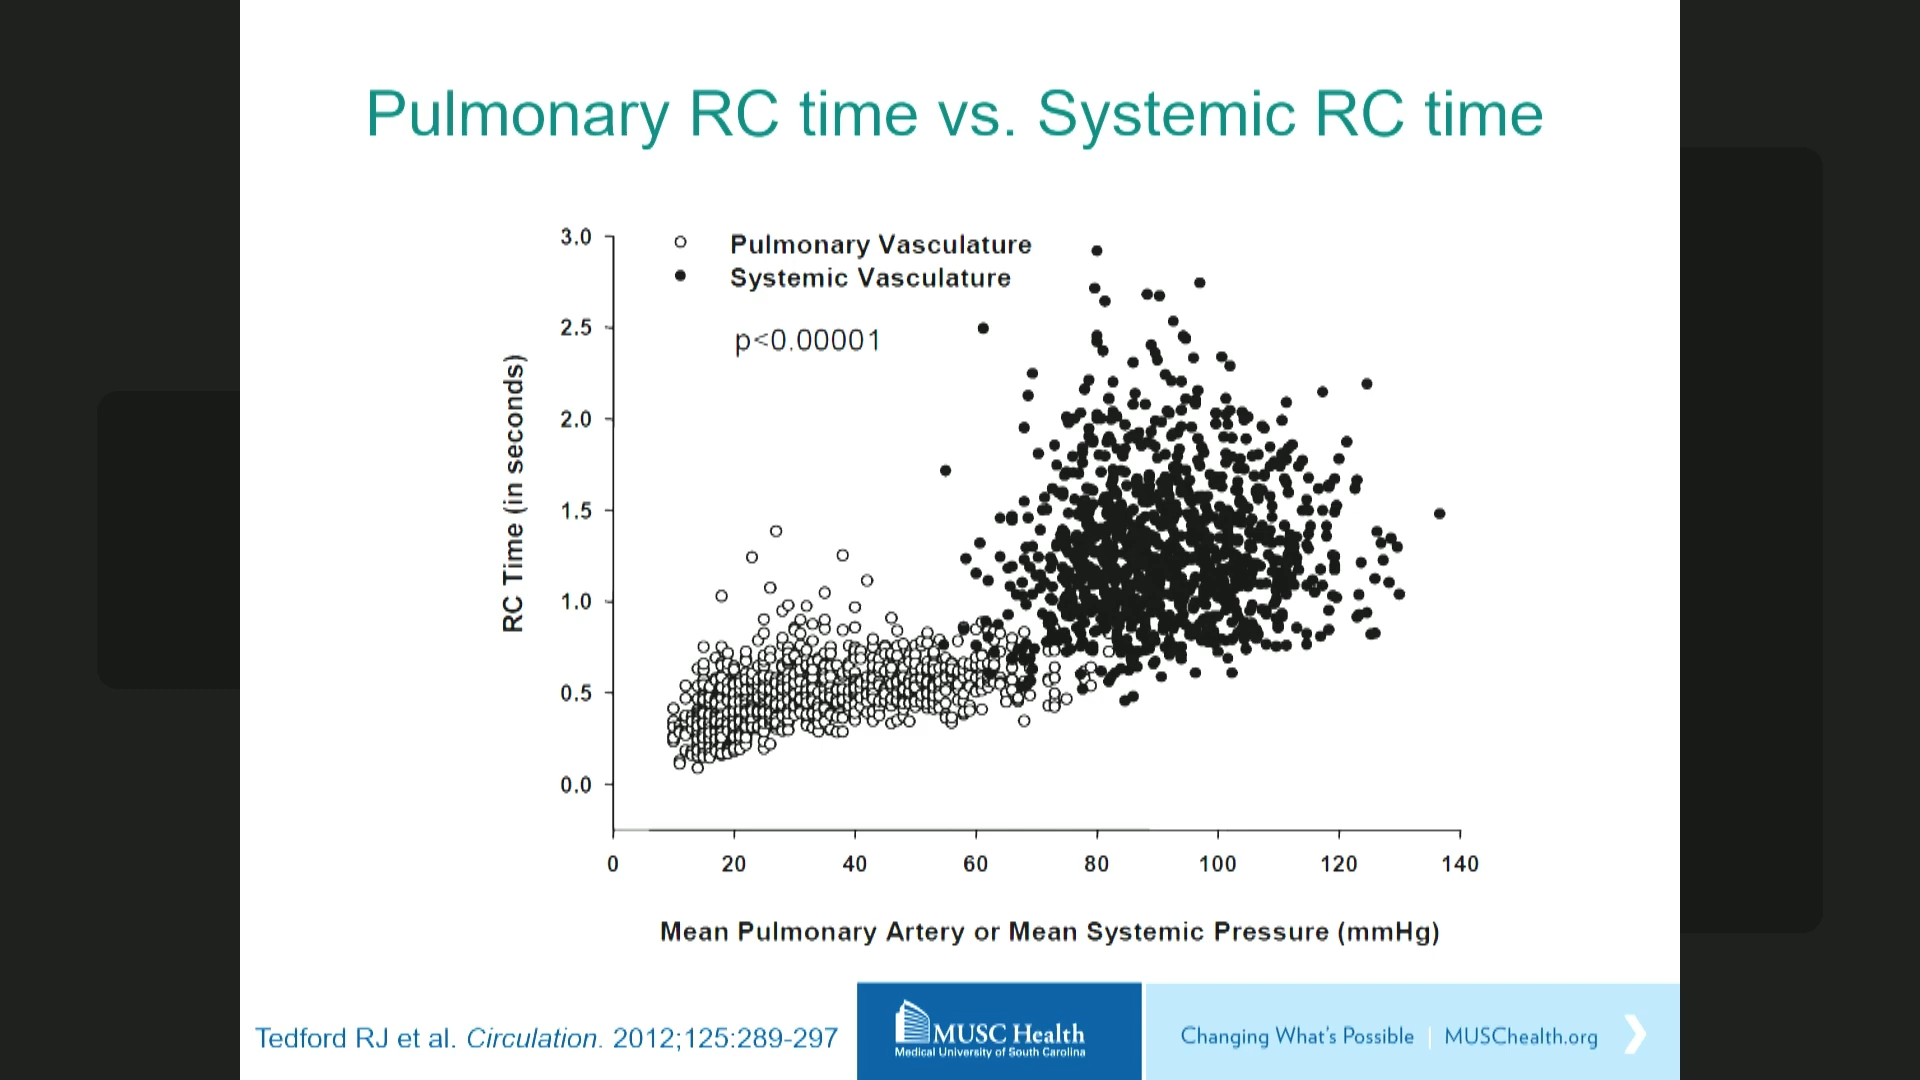 Pulmonary RC time vs. Systemic RC time
Pulmonary Vasculature
Systemic Vasculature
p<0.00001
RC Time (in seconds)
3.0
2.5
2.0
1.5
1.0
0.5
0.0
0 20 40 60 80 100 120 140
Mean Pulmonary Artery or Mean Systemic Pressure (mmHg)
Tedford RJ et al. Circulation. 2012;125:289-297
MUSC Health
Medical University of South Carolina
Changing What's Possible | MUSChealth.org